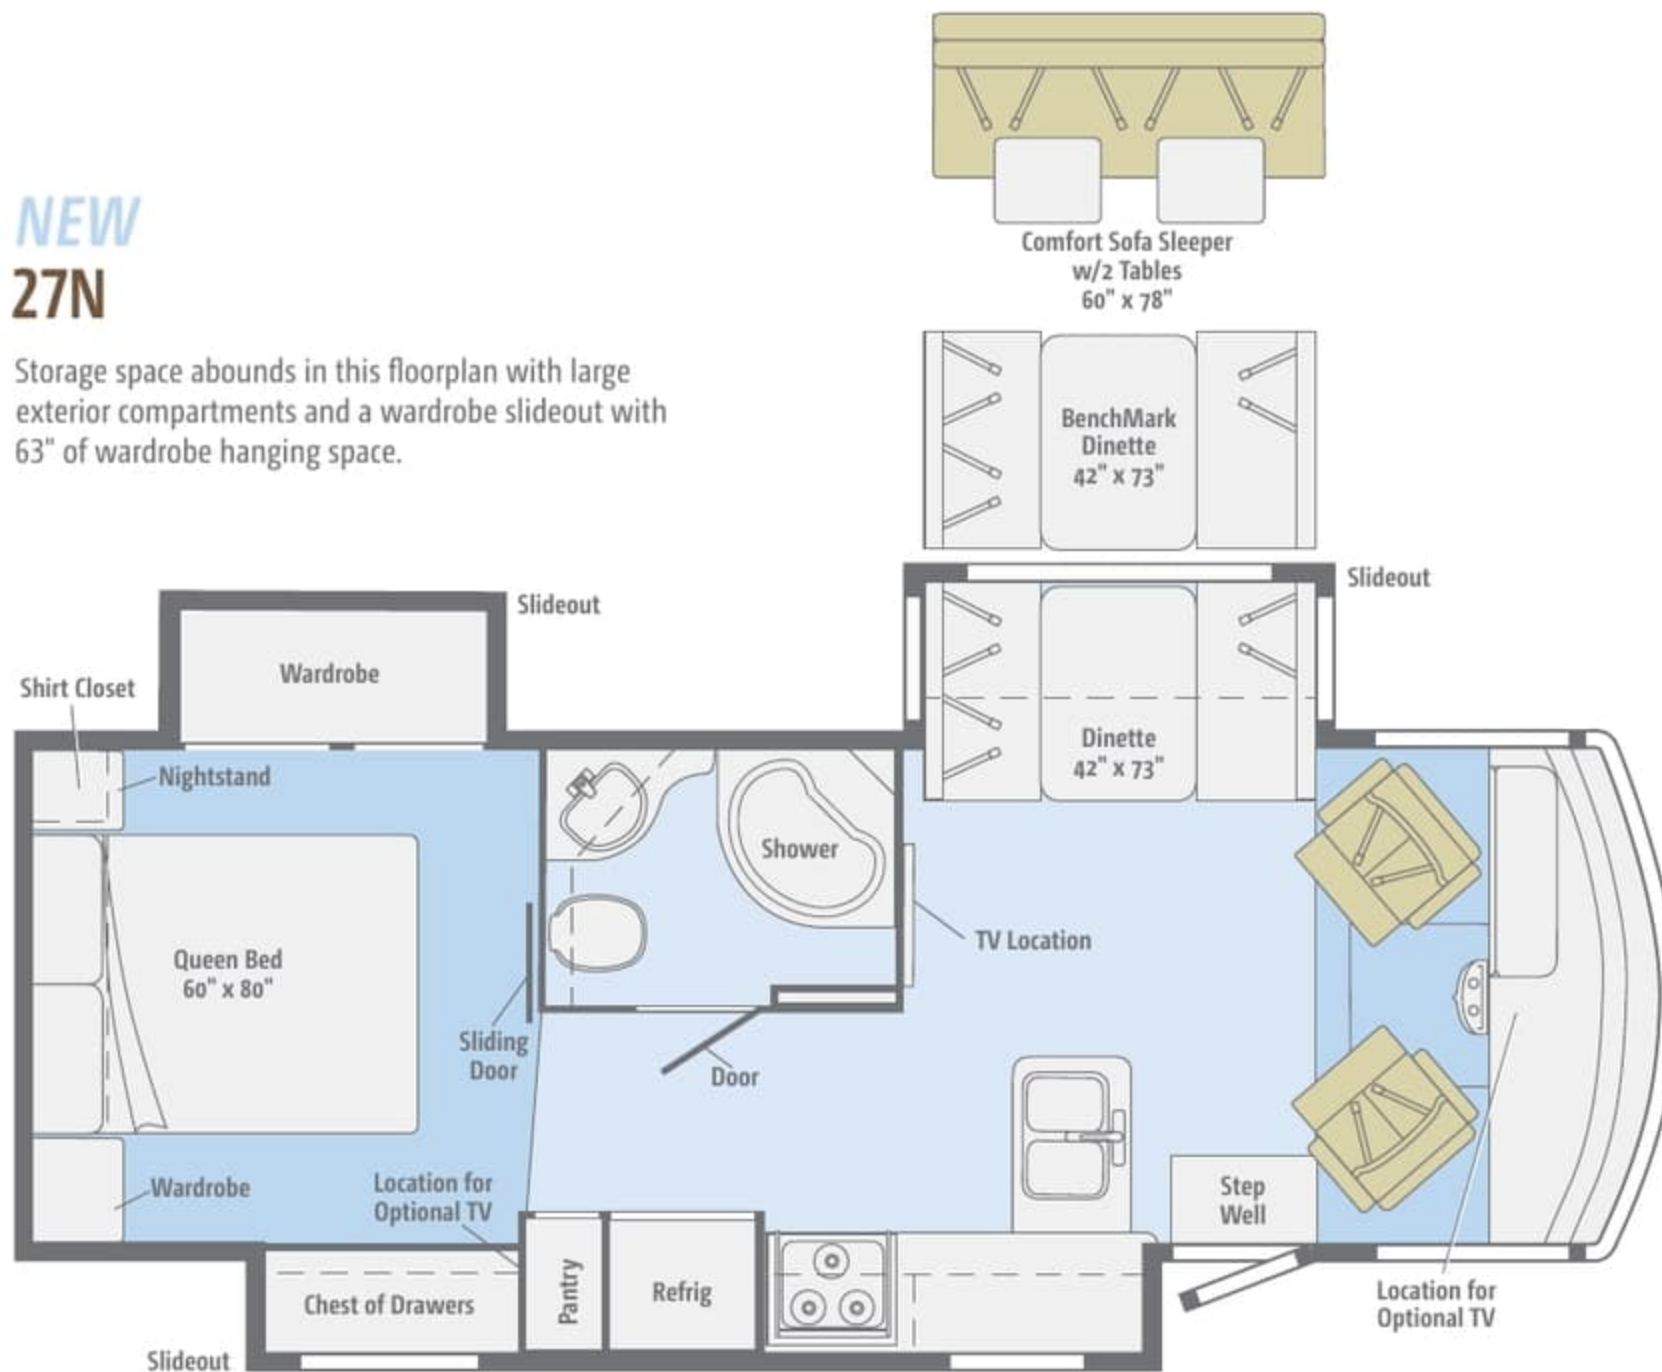 NEW
27N
Storage space abounds in this floorplan with large
exterior compartments and a wardrobe slideout with
63" of wardrobe hanging space.
Comfort Sofa Sleeper
w/2 Tables
60" x 78"
BenchMark
Dinette
42" x 73"
Slideout
Slideout
Wardrobe
Shirt Closet
Nightstand
Dinette
42" x 73"
Shower
TV Location
Queen Bed
60" x 80"
Sliding
Door
Door
Wardrobe
Location for
Optional TV
Step
Well
Pantry
Refrig
Chest of Drawers
Location for
Optional TV
Slideout